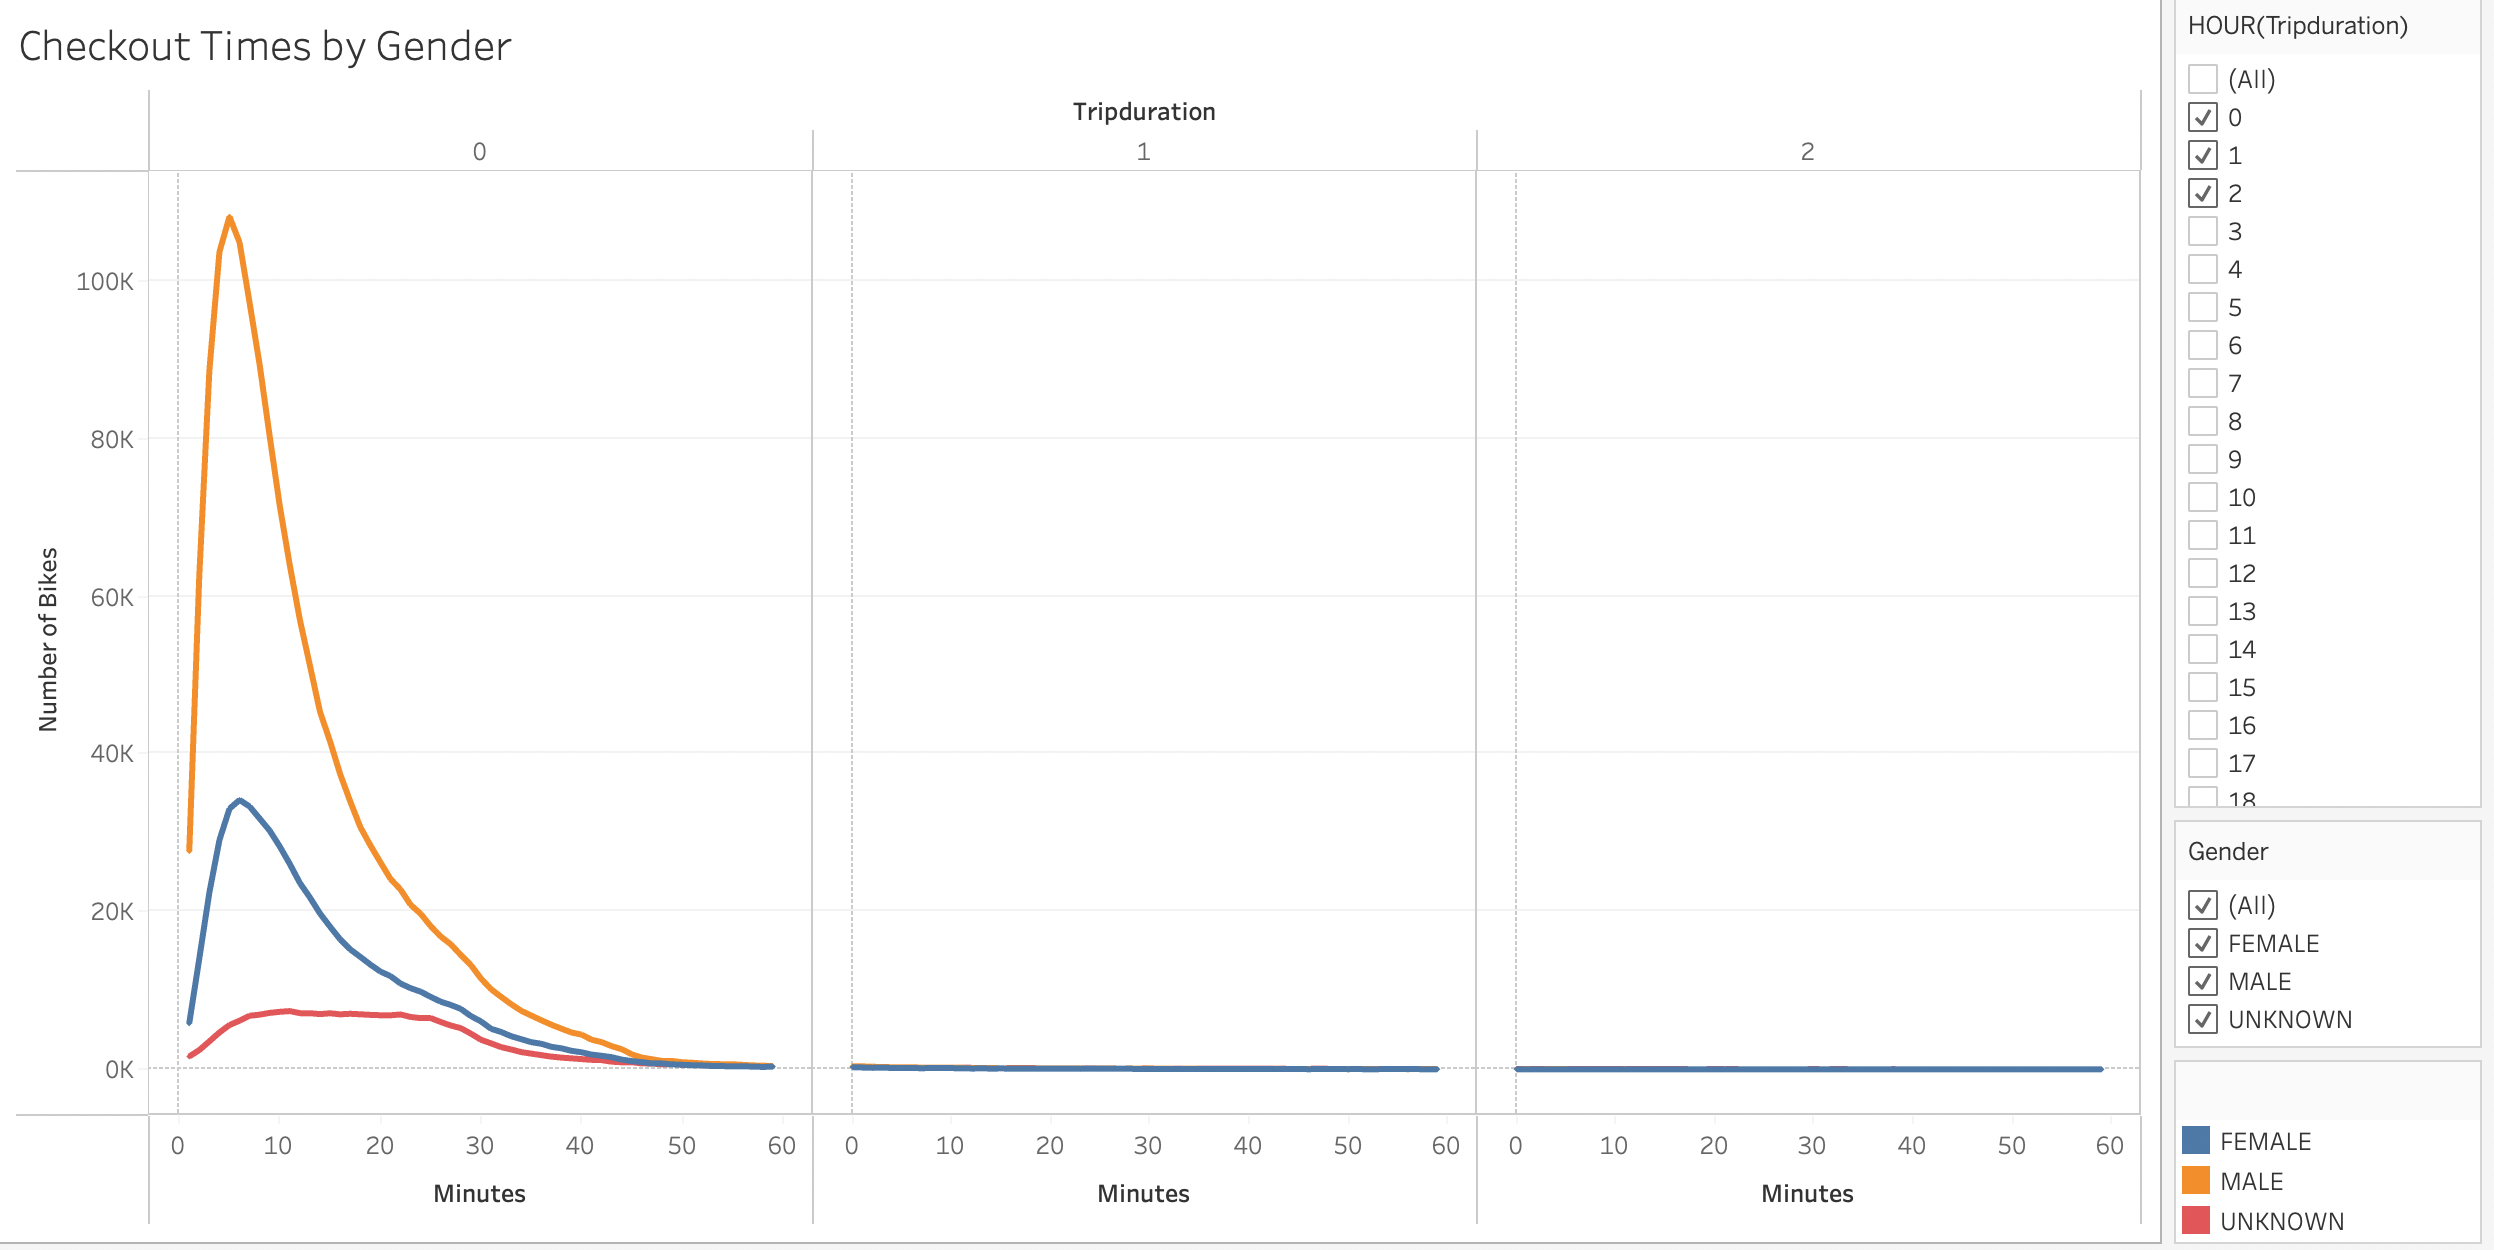 Checkout Times by Gender
Tripduration
0 1 2
100K
80K
60K
40K
20K
0K
Number of Bikes
0 10 20 30 40 50 60 0 10 20 30 40 50 60 0 10 20 30 40 50 60
Minutes Minutes Minutes
HOUR(Tripduration)
(All)
0
1
2
3
4
5
6
7
8
9
10
11
12
13
14
15
16
17
18
Gender
(All)
FEMALE
MALE
UNKNOWN
FEMALE
MALE
UNKNOWN